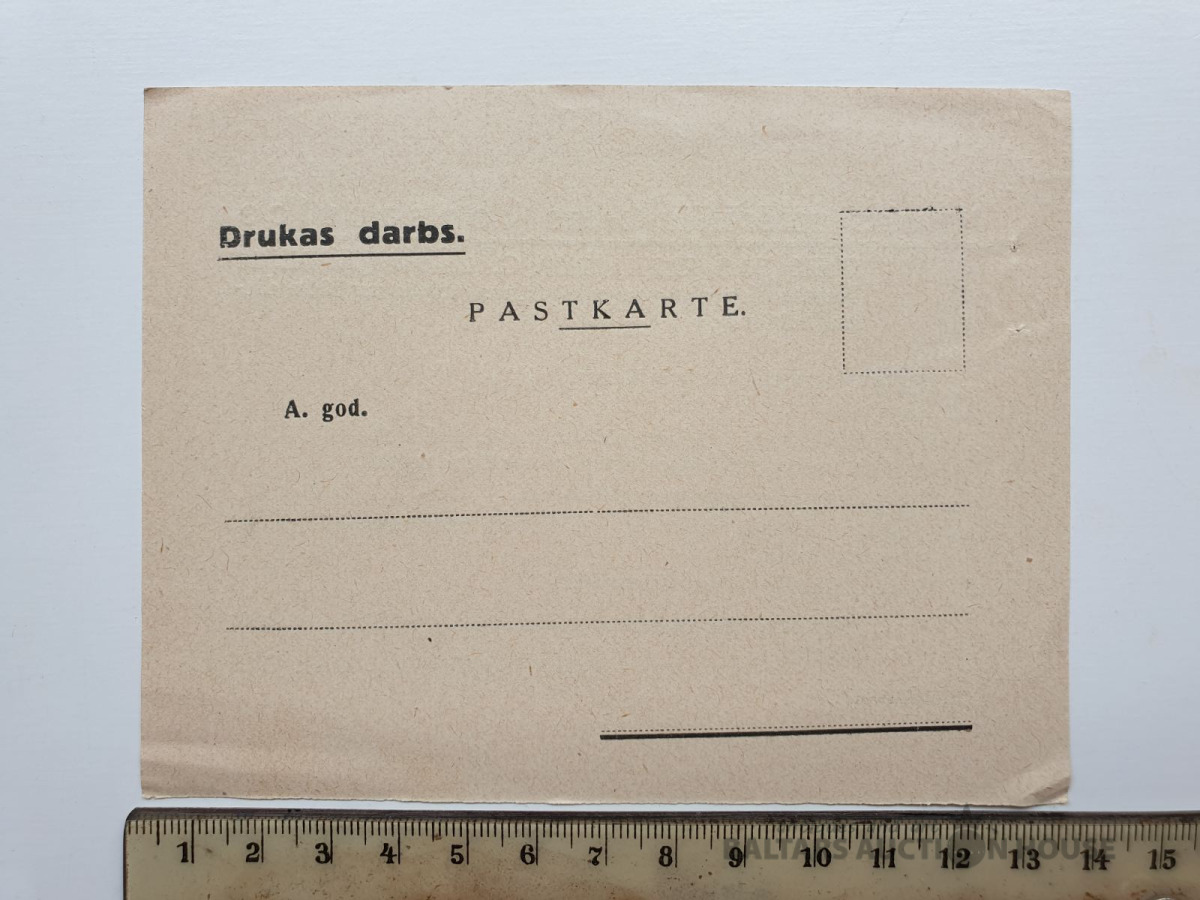 Drukas darbs.
PASTKARTE.
A. god.
1 2 3 4 5 6 7 8 9 10 11 12 13 14 15
BALTARS AUCTION HOUSE